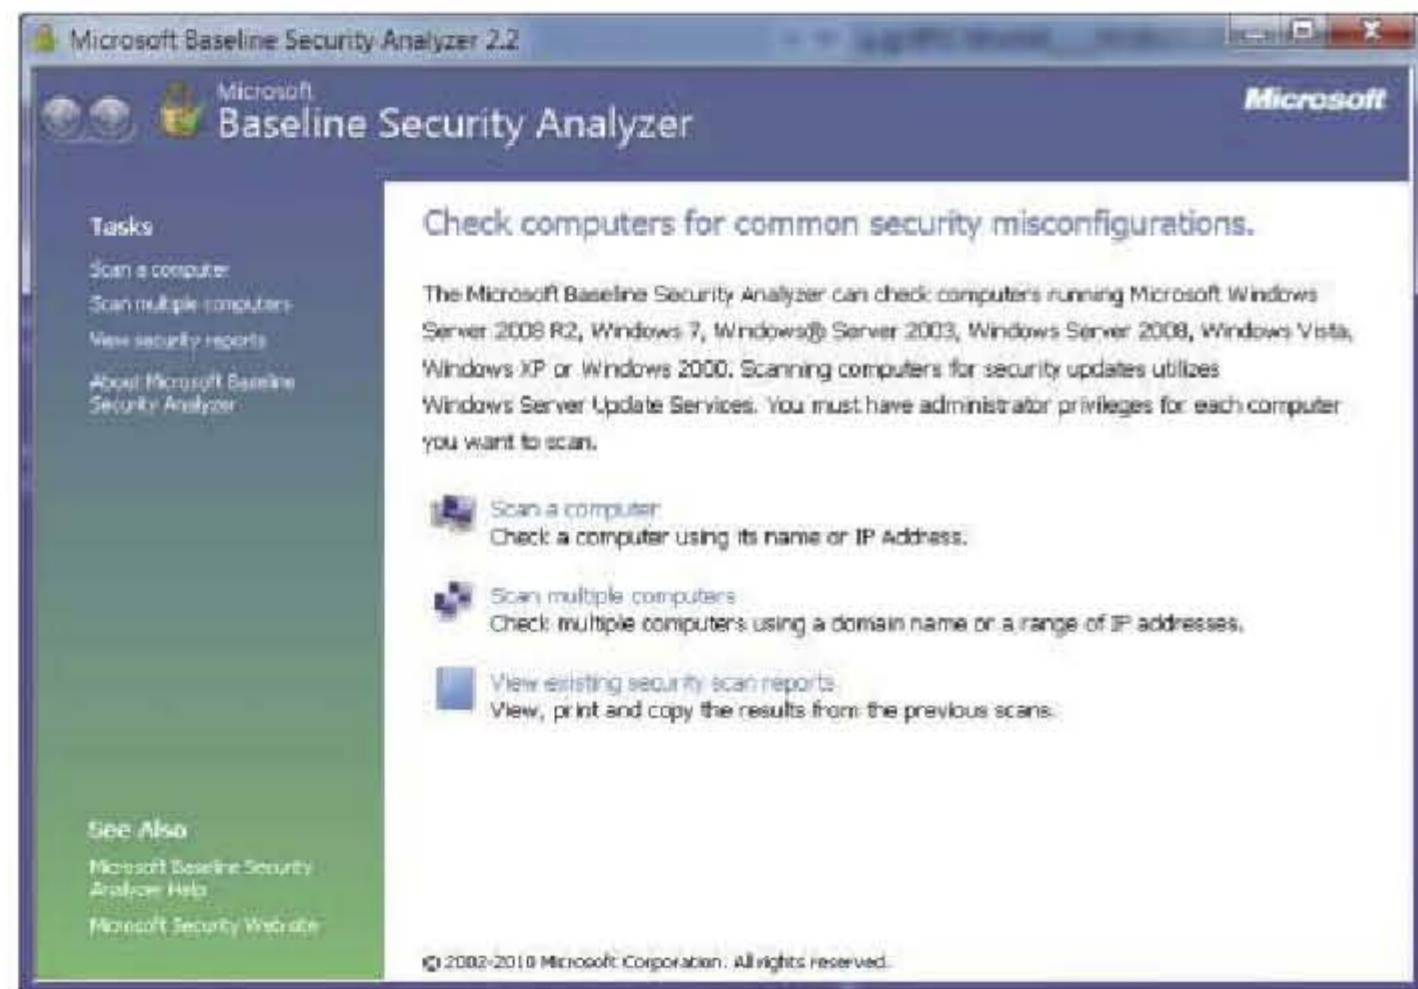 Microsoft Baseline Security Analyzer 2.2
Microsoft
Baseline Security Analyzer
Microsoft
Tasks
Scan a computer
Scan multiple computers
View security reports
About Microsoft Baseline
Security Analyzer
See Also
Microsoft Baseline Security
Analyzer Help
Microsoft Security Web site
Check computers for common security misconfigurations.
The Microsoft Baseline Security Analyzer can check computers running Microsoft Windows
Server 2008 R2, Windows 7, Windows® Server 2003, Windows Server 2008, Windows Vista,
Windows XP or Windows 2000. Scanning computers for security updates utilizes
Windows Server Update Services. You must have administrator privileges for each computer
you want to scan.
Scan a computer
Check a computer using its name or IP Address.
Scan multiple computers
Check multiple computers using a domain name or a range of IP addresses.
View existing security scan reports
View, print and copy the results from the previous scans.
© 2002-2010 Microsoft Corporation. All rights reserved.